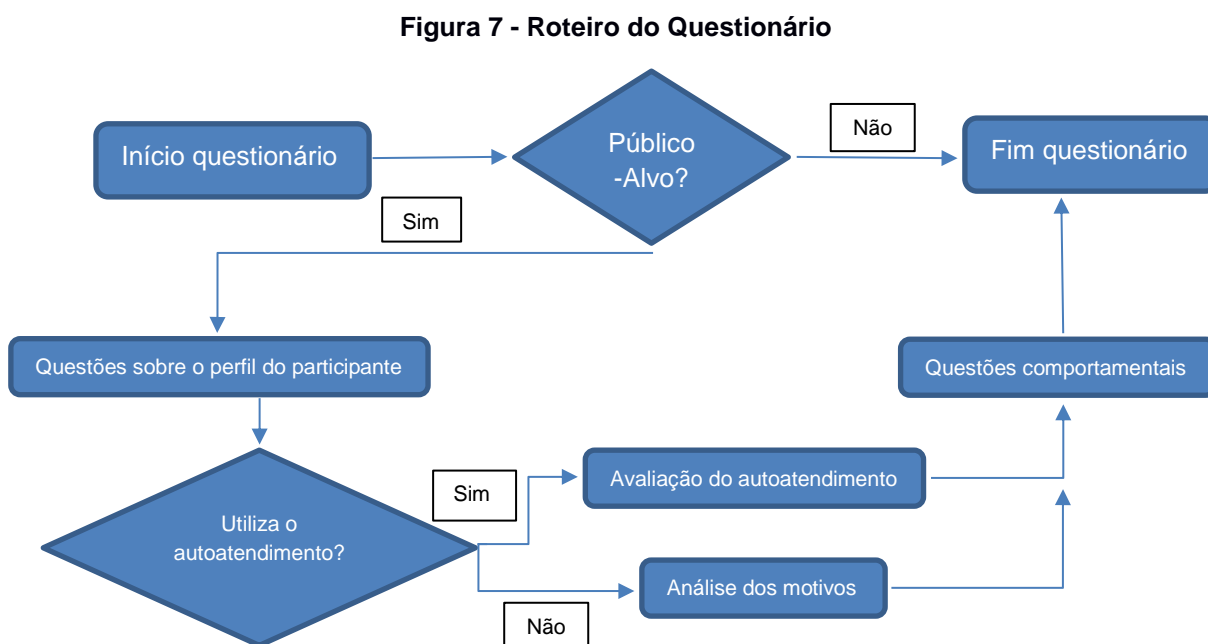 Figura 7 - Roteiro do Questionário
Início questionário
Público
-Alvo?
Não
Fim questionário
Sim
Questões sobre o perfil do participante
Questões comportamentais
Utiliza o
autoatendimento?
Sim
Avaliação do autoatendimento
Não
Análise dos motivos